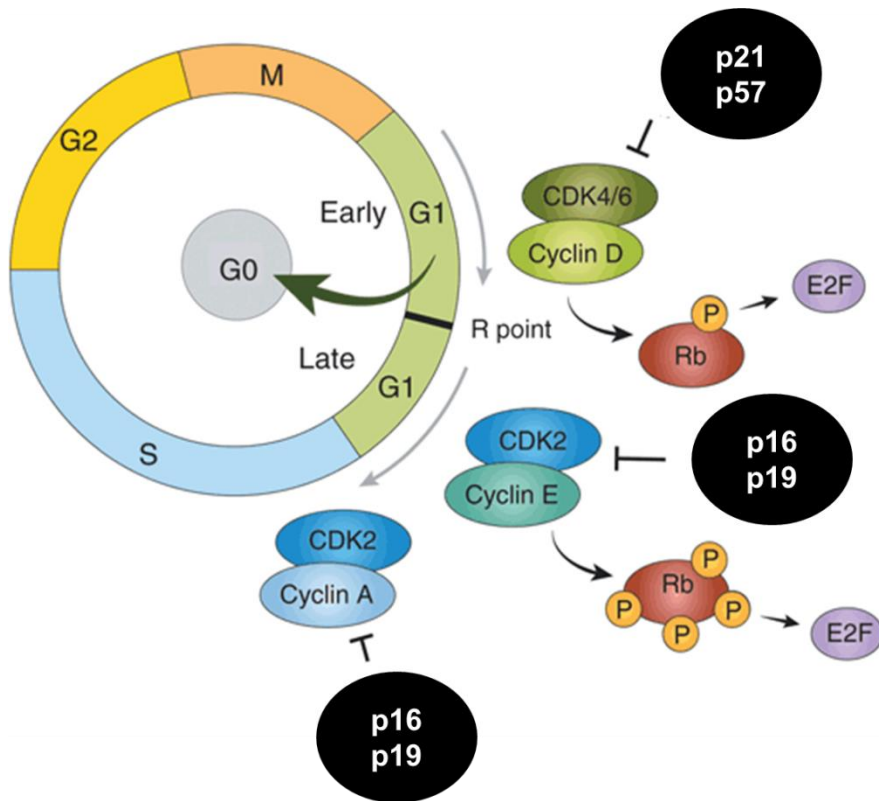 M
G2
Early
G1
G0
R point
Late
G1
S
p21
p57
CDK4/6
Cyclin D
P
Rb
E2F
CDK2
Cyclin E
p16
p19
P
Rb
P
P
P
E2F
CDK2
Cyclin A
p16
p19